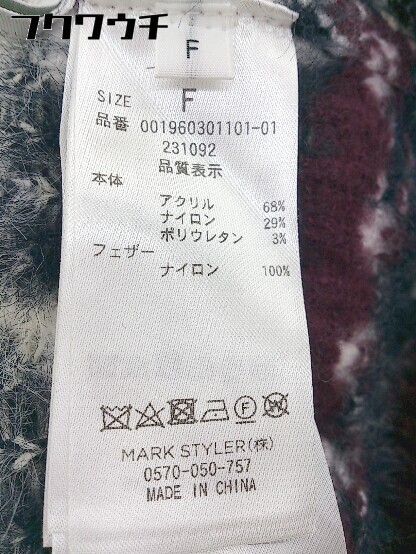 フクワウチ
F
SIZE F
品番 001960301101-01
231092
品質表示
本体
アクリル 68%
ナイロン 29%
ポリウレタン 3%
フェザー
ナイロン 100%
MARK STYLER(株)
0570-050-757
MADE IN CHINA